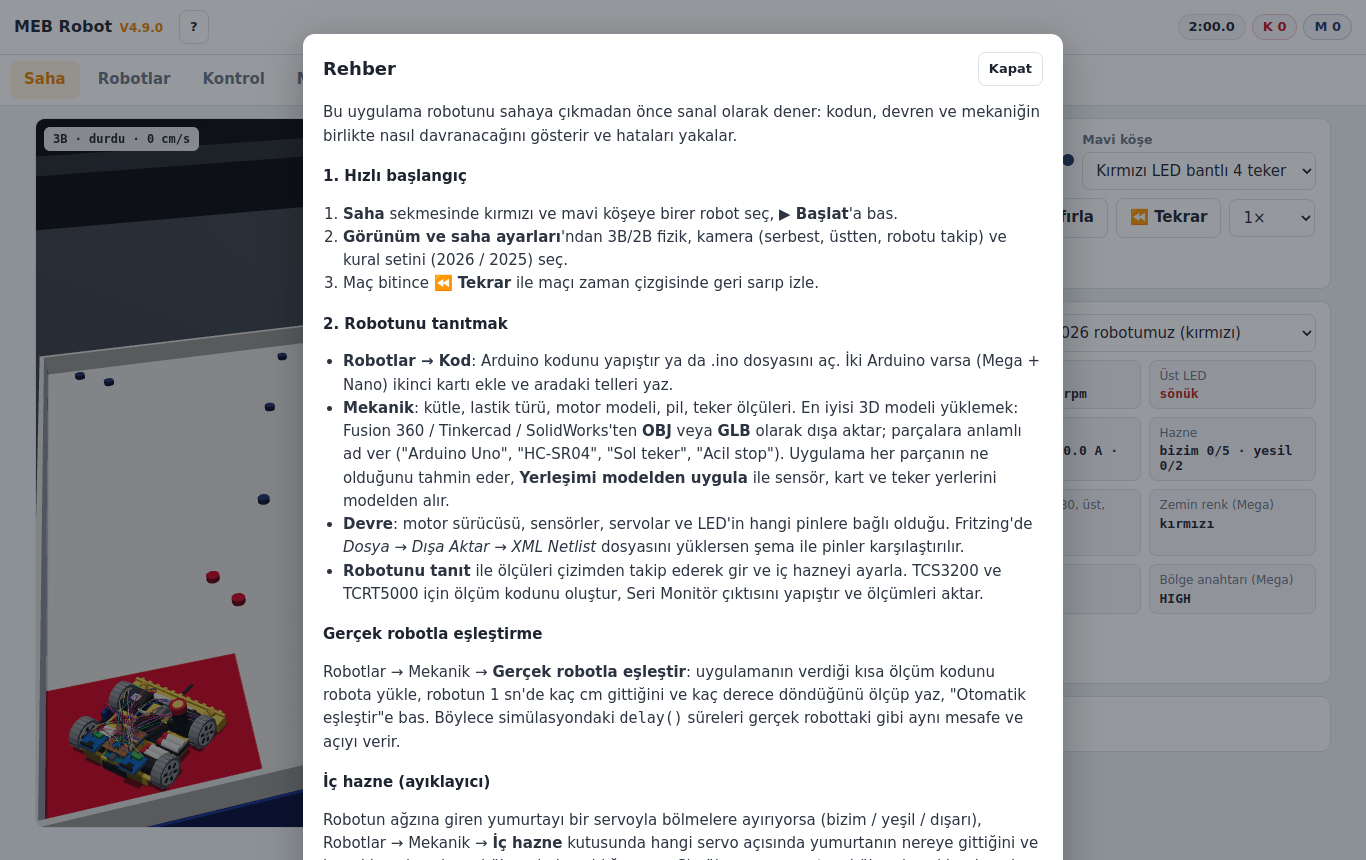 MEB Robot V4.9.0 ?
2:00.0 K 0 M 0
Saha Robotlar Kontrol
3B · durdu · 0 cm/s
Rehber
Kapat
Bu uygulama robotunu sahaya çıkmadan önce sanal olarak dener: kodun, devren ve mekaniğin
birlikte nasıl davranacağını gösterir ve hataları yakalar.
1. Hızlı başlangıç
1. Saha sekmesinde kırmızı ve mavi köşeye birer robot seç, ▶ Başlat'a bas.
2. Görünüm ve saha ayarları'ndan 3B/2B fizik, kamera (serbest, üstten, robotu takip) ve
kural setini (2026 / 2025) seç.
3. Maç bitince ⏪ Tekrar ile maçı zaman çizgisinde geri sarıp izle.
2. Robotunu tanıtmak
• Robotlar → Kod: Arduino kodunu yapıştır ya da .ino dosyasını aç. İki Arduino varsa (Mega +
Nano) ikinci kartı ekle ve aradaki telleri yaz.
• Mekanik: kütle, lastik türü, motor modeli, pil, teker ölçüleri. En iyisi 3D modeli yüklemek:
Fusion 360 / Tinkercad / SolidWorks'ten OBJ veya GLB olarak dışa aktar; parçalara anlamlı
ad ver ("Arduino Uno", "HC-SR04", "Sol teker", "Acil stop"). Uygulama her parçanın ne
olduğunu tahmin eder, Yerleşimi modelden uygula ile sensör, kart ve teker yerlerini
modelden alır.
• Devre: motor sürücüsü, sensörler, servolar ve LED'in hangi pinlere bağlı olduğu. Fritzing'de
Dosya → Dışa Aktar → XML Netlist dosyasını yüklersen şema ile pinler karşılaştırılır.
• Robotunu tanıt ile ölçüleri çizimden takip ederek gir ve iç hazneyi ayarla. TCS3200 ve
TCRT5000 için ölçüm kodunu oluştur, Seri Monitör çıktısını yapıştır ve ölçümleri aktar.
Gerçek robotla eşleştirme
Robotlar → Mekanik → Gerçek robotla eşleştir: uygulamanın verdiği kısa ölçüm kodunu
robota yükle, robotun 1 sn'de kaç cm gittiğini ve kaç derece döndüğünü ölçüp yaz, "Otomatik
eşleştir"e bas. Böylece simülasyondaki delay() süreleri gerçek robottaki gibi aynı mesafe ve
açıyı verir.
İç hazne (ayıklayıcı)
Robotun ağzına giren yumurtayı bir servoyla bölmelere ayırıyorsa (bizim / yeşil / dışarı),
Robotlar → Mekanik → İç hazne kutusunda hangi servo açısında yumurtanın nereye gittiğini ve
Mavi köşe
Kırmızı LED bantlı 4 teker
⏪ Tekrar
1×
026 robotumuz (kırmızı)
rpm
Üst LED
sönük
0.0 A ·
Hazne
bizim 0/5 · yesil
0/2
üst,
Zemin renk (Mega)
kırmızı
Bölge anahtarı (Mega)
HIGH